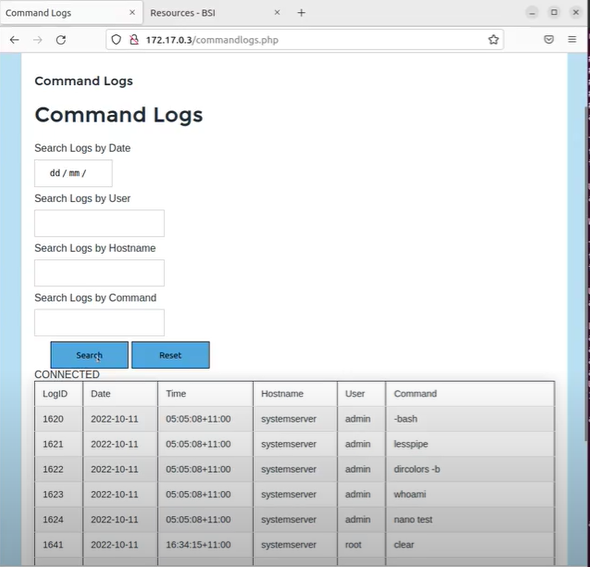 Command Logs
Resources - BSI
172.17.0.3/commandlogs.php
Command Logs
Command Logs
Search Logs by Date
dd / mm /
Search Logs by User
Search Logs by Hostname
Search Logs by Command
Search Reset
CONNECTED
LogID Date Time Hostname User Command
1620 2022-10-11 05:05:08+11:00 systemserver admin -bash
1621 2022-10-11 05:05:08+11:00 systemserver admin lesspipe
1622 2022-10-11 05:05:08+11:00 systemserver admin dircolors -b
1623 2022-10-11 05:05:08+11:00 systemserver admin whoami
1624 2022-10-11 05:05:08+11:00 systemserver admin nano test
1641 2022-10-11 16:34:15+11:00 systemserver root clear